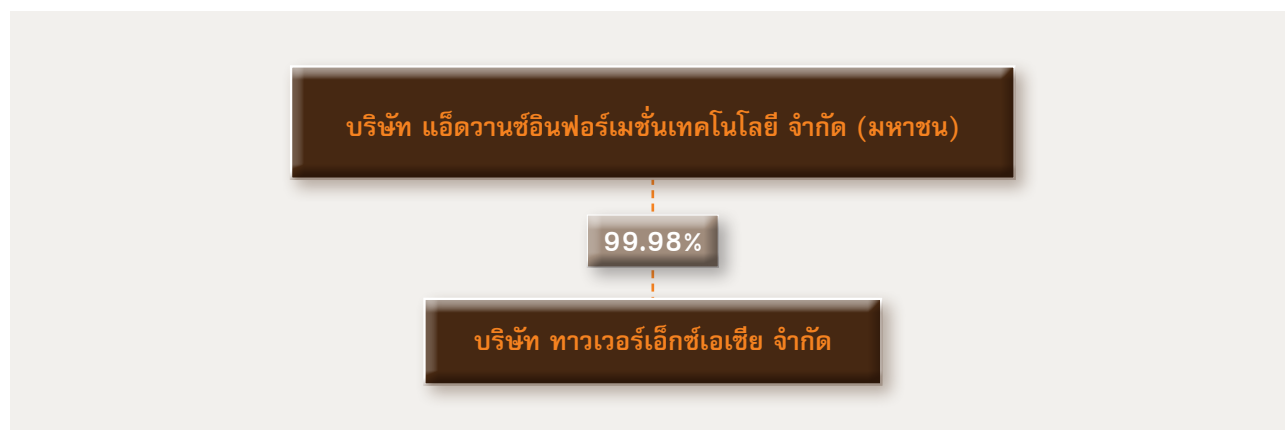 บริษัท แอ็ดวานซ์อินฟอร์เมชั่นเทคโนโลยี จำกัด (มหาชน)
99.98%
บริษัท ทาวเวอร์เอ็กซ์เอเซีย จำกัด